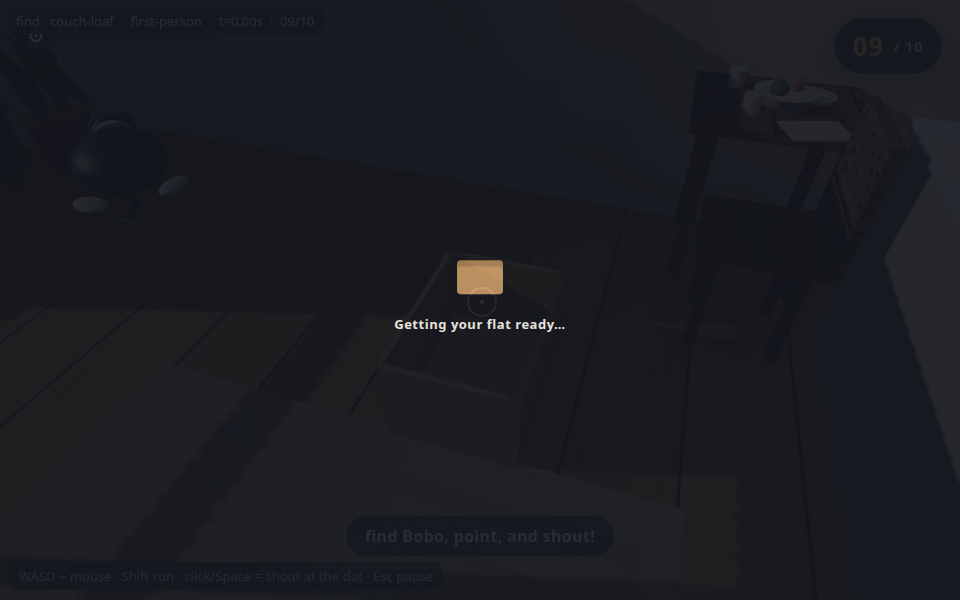 find · couch-loaf · first-person · t=0.00s · 09/10
09 / 10
Getting your flat ready...
find Bobo, point, and shout!
WASD + mouse · Shift run · click/Space = shout at the dot · Esc pause